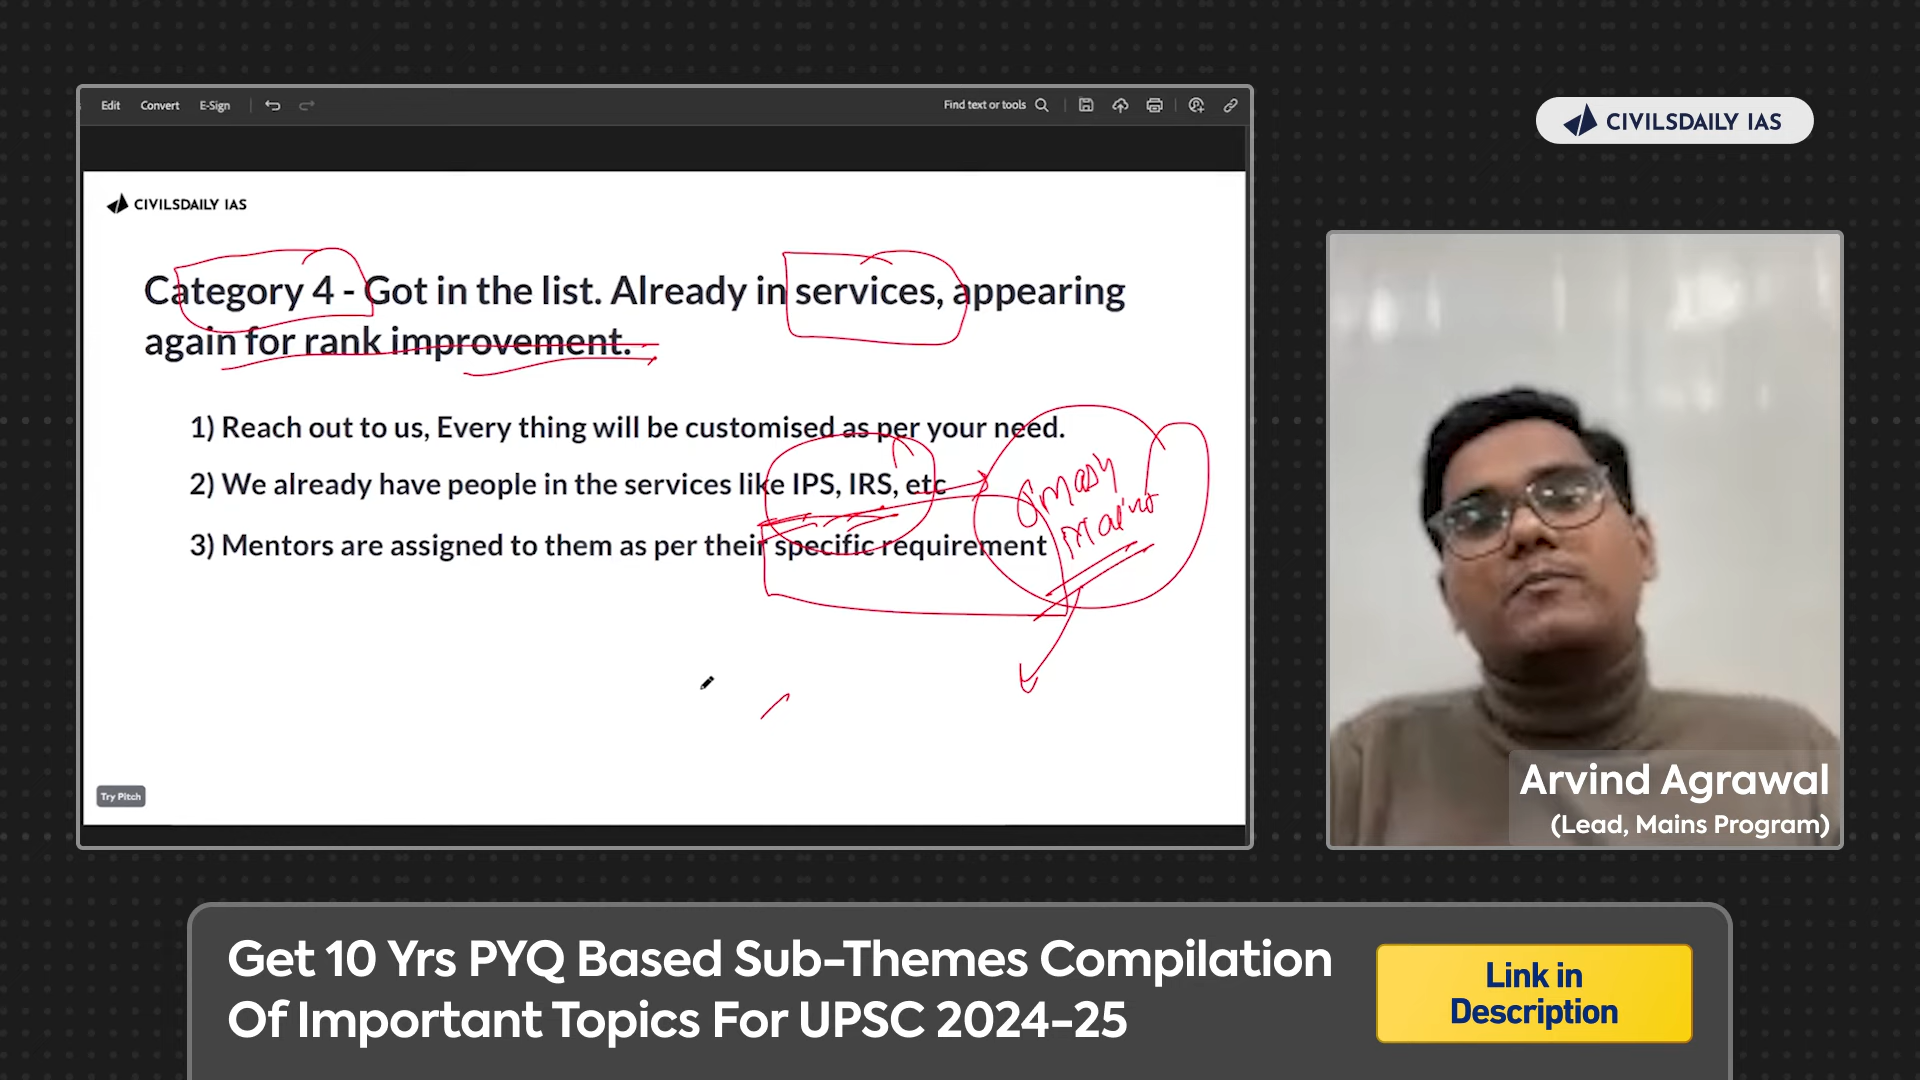 Edit Convert E-Sign Find text or tools
CIVILSDAILY IAS
CIVILSDAILY IAS
Category 4 - Got in the list. Already in services, appearing
again for rank improvement.
1) Reach out to us, Every thing will be customised as per your need.
2) We already have people in the services like IPS, IRS, etc
3) Mentors are assigned to them as per their specific requirement
Smash
Mains
Try Pitch
Arvind Agrawal
(Lead, Mains Program)
Get 10 Yrs PYQ Based Sub-Themes Compilation
Of Important Topics For UPSC 2024-25
Link in
Description